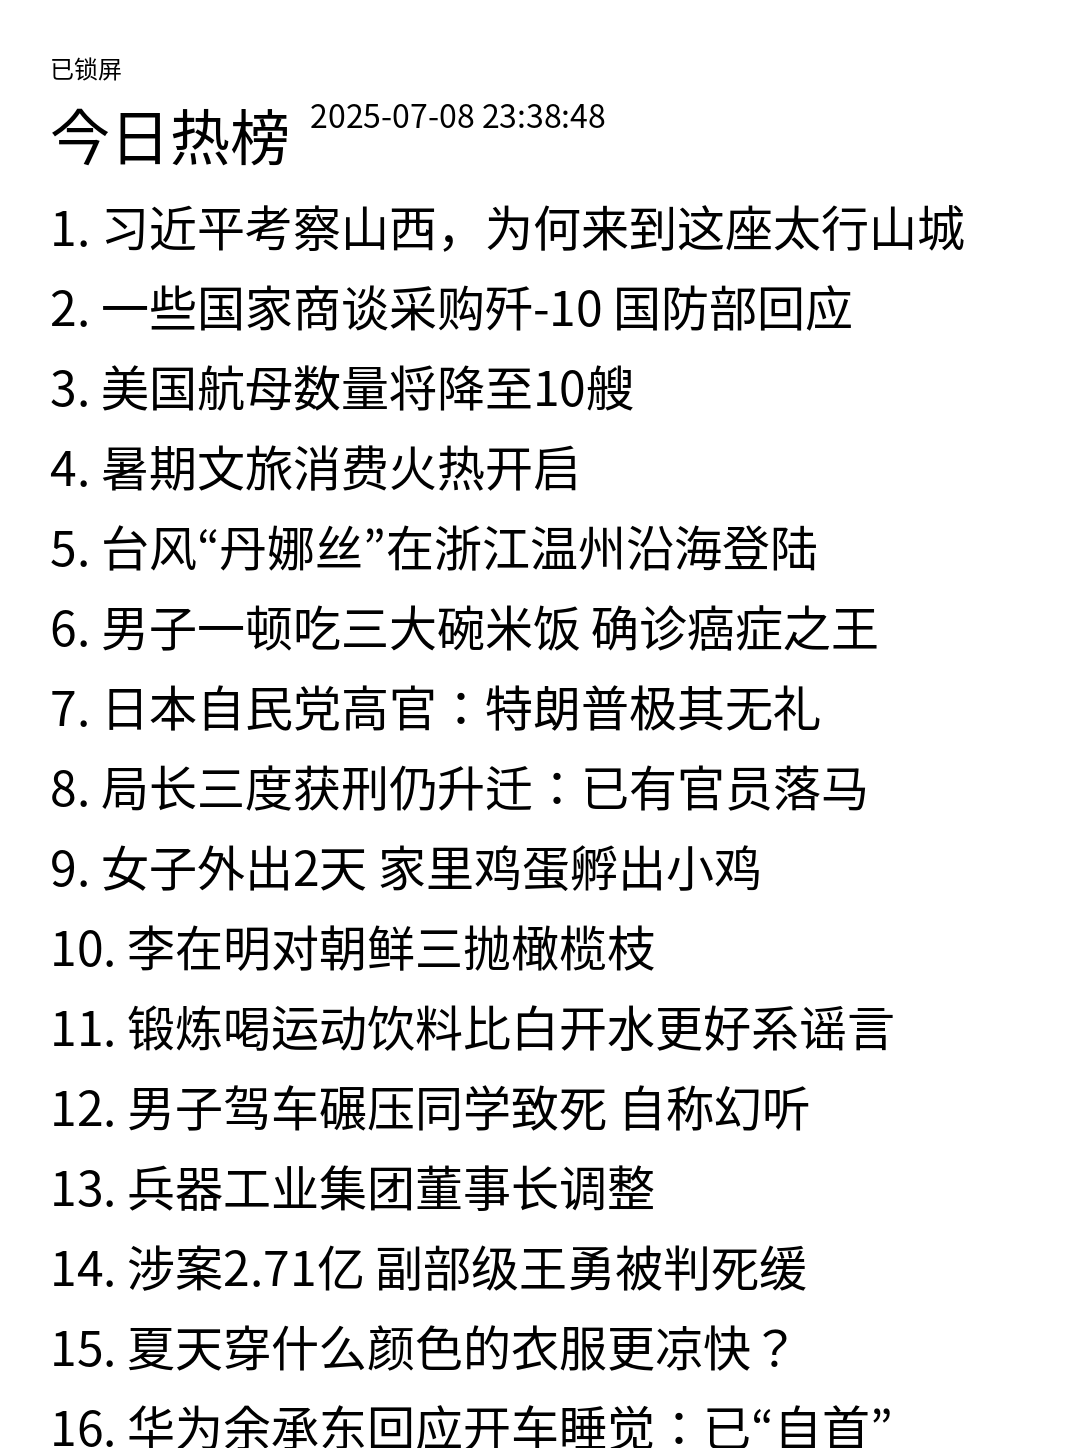 已锁屏
今日热榜 2025-07-08 23:38:48
1. 习近平考察山西，为何来到这座太行山城
2. 一些国家商谈采购歼-10 国防部回应
3. 美国航母数量将降至10艘
4. 暑期文旅消费火热开启
5. 台风“丹娜丝”在浙江温州沿海登陆
6. 男子一顿吃三大碗米饭 确诊癌症之王
7. 日本自民党高官：特朗普极其无礼
8. 局长三度获刑仍升迁：已有官员落马
9. 女子外出2天 家里鸡蛋孵出小鸡
10. 李在明对朝鲜三抛橄榄枝
11. 锻炼喝运动饮料比白开水更好系谣言
12. 男子驾车碾压同学致死 自称幻听
13. 兵器工业集团董事长调整
14. 涉案2.71亿 副部级王勇被判死缓
15. 夏天穿什么颜色的衣服更凉快？
16. 华为余承东回应开车睡觉：已“自首”